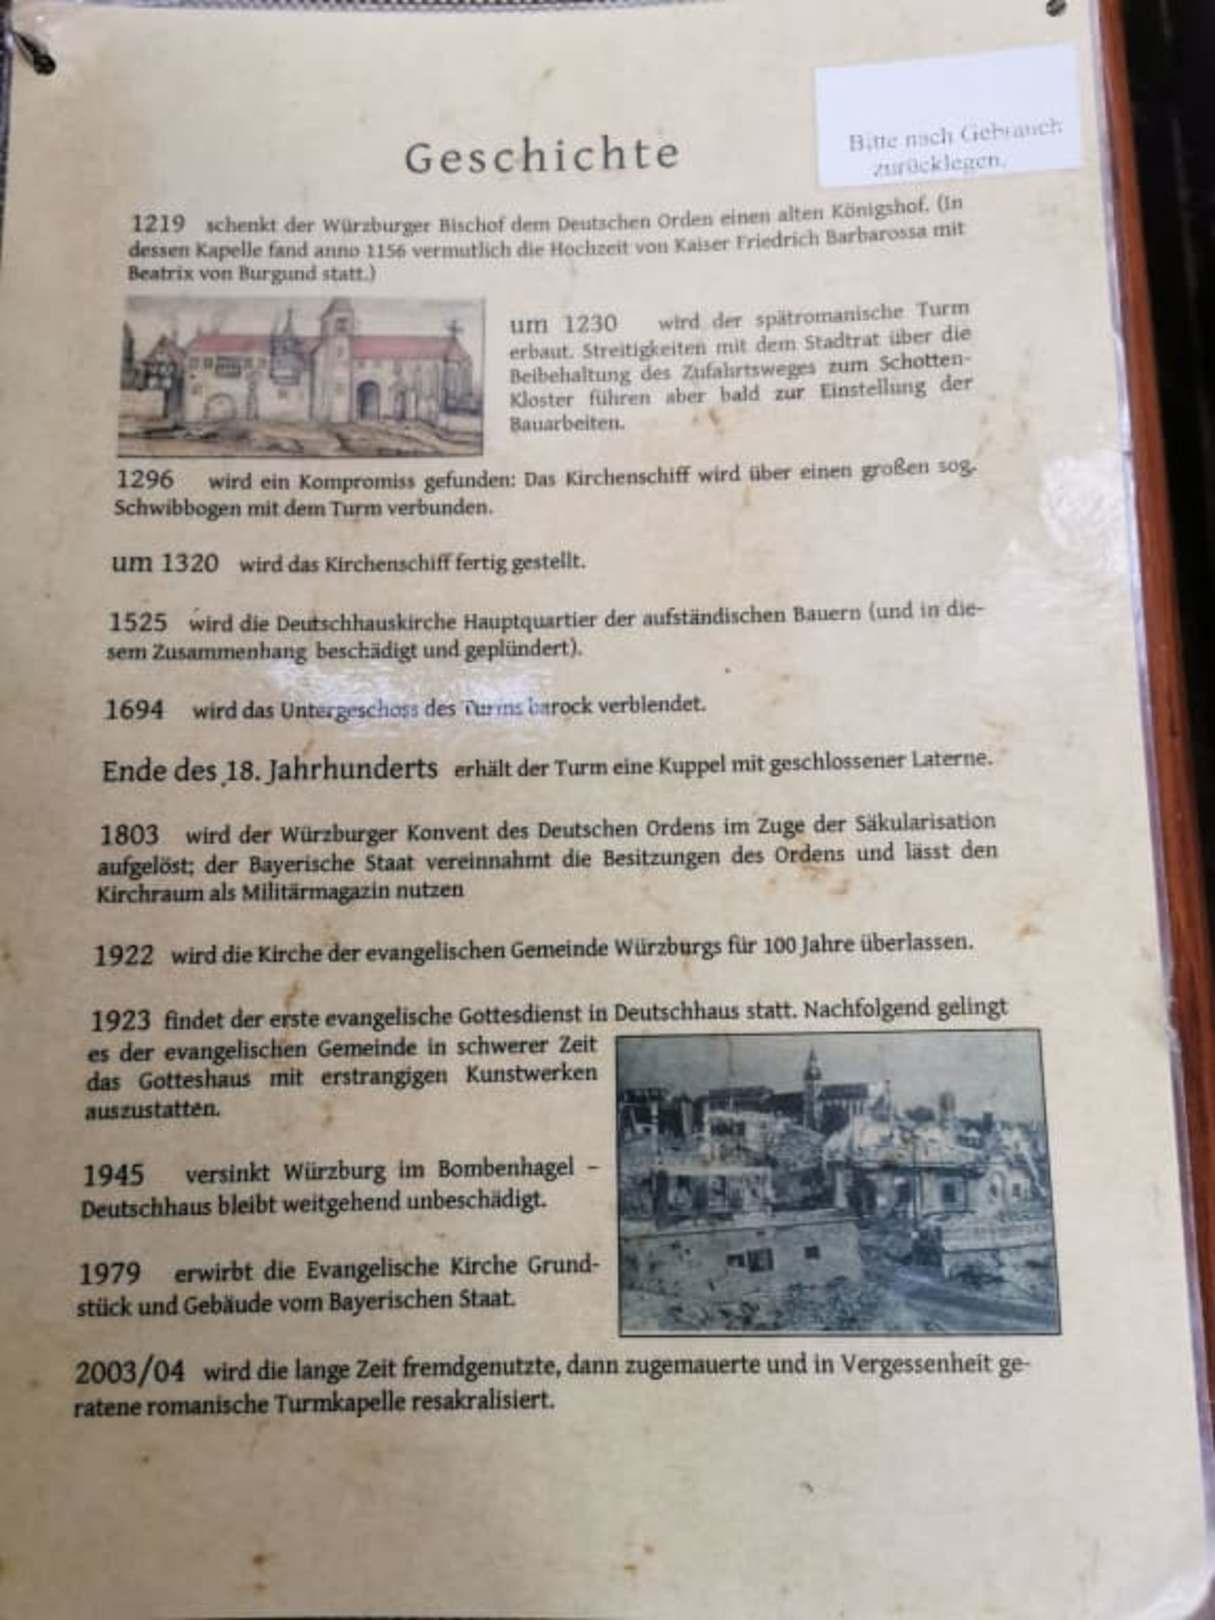 Geschichte
Bitte nach Gebrauch
zurücklegen.
1219 schenkt der Würzburger Bischof dem Deutschen Orden einen alten Königshof. (In
dessen Kapelle fand anno 1156 vermutlich die Hochzeit von Kaiser Friedrich Barbarossa mit
Beatrix von Burgund statt.)
um 1230 wird der spätromanische Turm
erbaut. Streitigkeiten mit dem Stadtrat über die
Beibehaltung des Zufahrtsweges zum Schotten-
Kloster führen aber bald zur Einstellung der
Bauarbeiten.
1296 wird ein Kompromiss gefunden: Das Kirchenschiff wird über einen großen sog.
Schwibbogen mit dem Turm verbunden.
um 1320 wird das Kirchenschiff fertig gestellt.
1525 wird die Deutschhauskirche Hauptquartier der aufständischen Bauern (und in die-
sem Zusammenhang beschädigt und geplündert).
1694 wird das Untergeschoss des Turms barock verblendet.
Ende des 18. Jahrhunderts erhält der Turm eine Kuppel mit geschlossener Laterne.
1803 wird der Würzburger Konvent des Deutschen Ordens im Zuge der Säkularisation
aufgelöst; der Bayerische Staat vereinnahmt die Besitzungen des Ordens und lässt den
Kirchraum als Militärmagazin nutzen
1922 wird die Kirche der evangelischen Gemeinde Würzburgs für 100 Jahre überlassen.
1923 findet der erste evangelische Gottesdienst in Deutschhaus statt. Nachfolgend gelingt
es der evangelischen Gemeinde in schwerer Zeit
das Gotteshaus mit erstrangigen Kunstwerken
auszustatten.
1945 versinkt Würzburg im Bombenhagel –
Deutschhaus bleibt weitgehend unbeschädigt.
1979 erwirbt die Evangelische Kirche Grund-
stück und Gebäude vom Bayerischen Staat.
2003/04 wird die lange Zeit fremdgenutzte, dann zugemauerte und in Vergessenheit ge-
ratene romanische Turmkapelle resakralisiert.